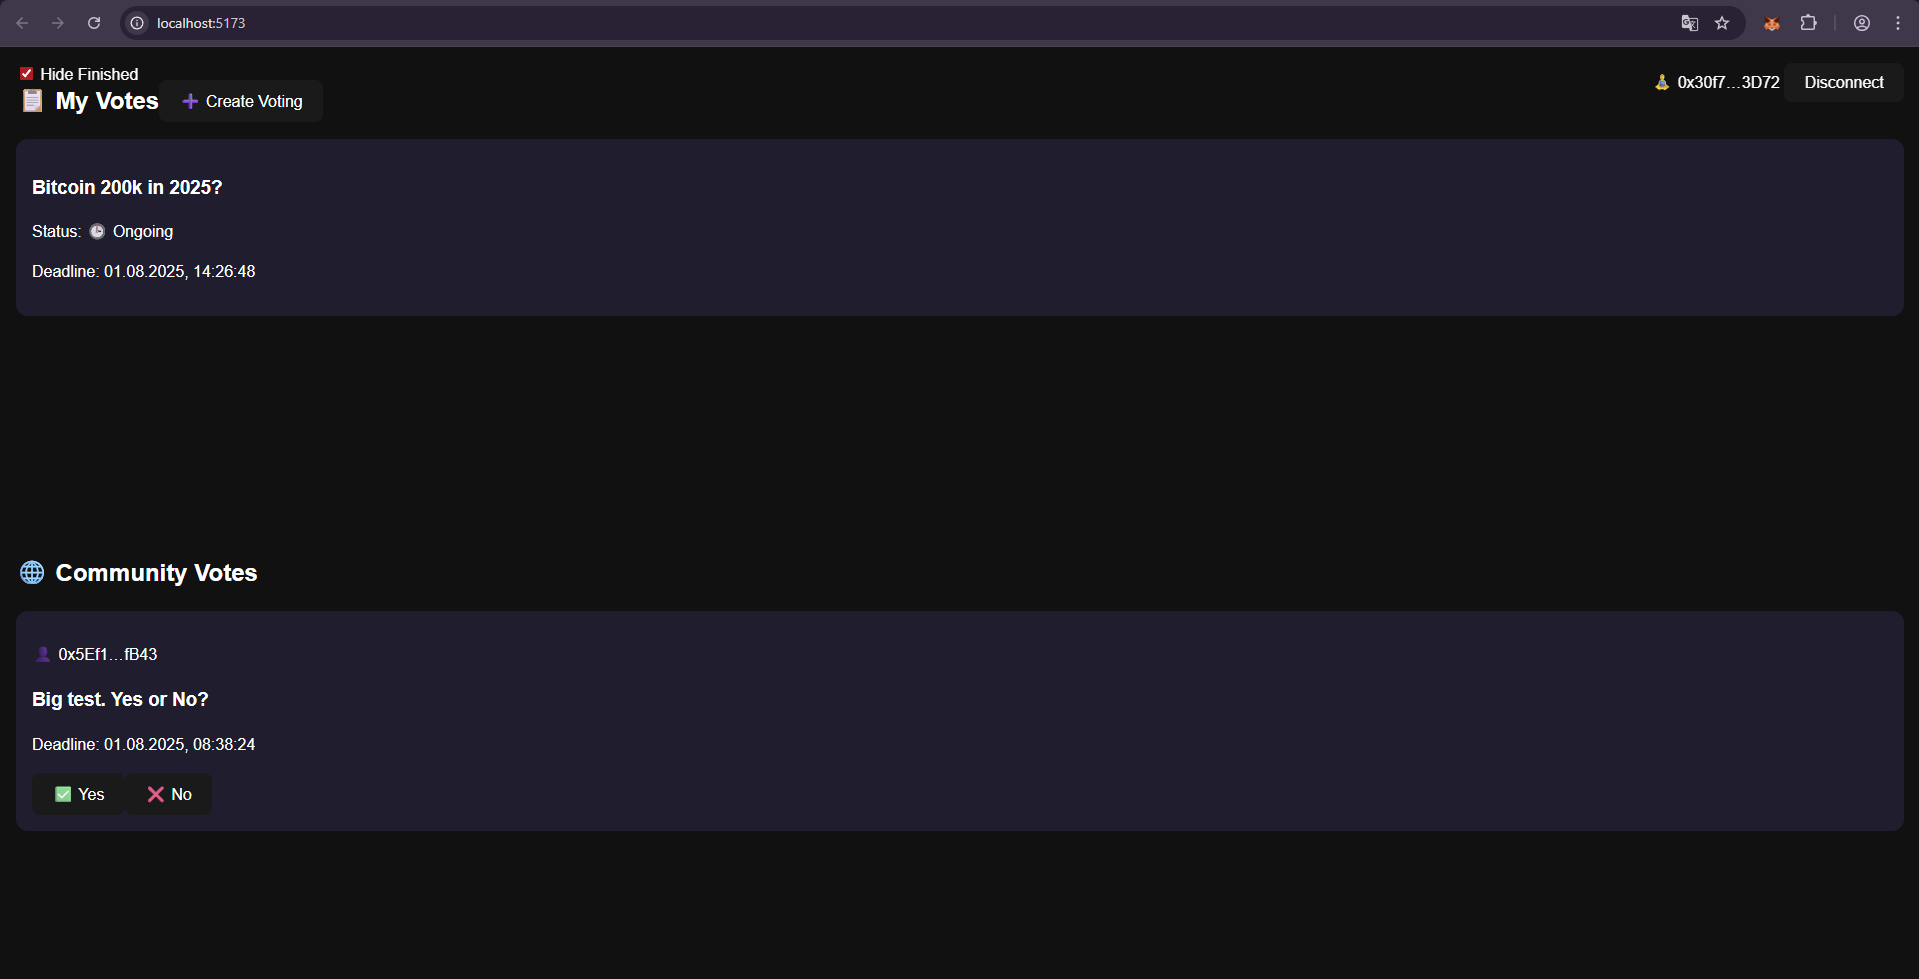 localhost:5173
Hide Finished
📋 My Votes ➕ Create Voting
0x30f7...3D72 Disconnect
Bitcoin 200k in 2025?
Status: 🕒 Ongoing
Deadline: 01.08.2025, 14:26:48
🌐 Community Votes
👤 0x5Ef1...fB43
Big test. Yes or No?
Deadline: 01.08.2025, 08:38:24
✅ Yes ❌ No